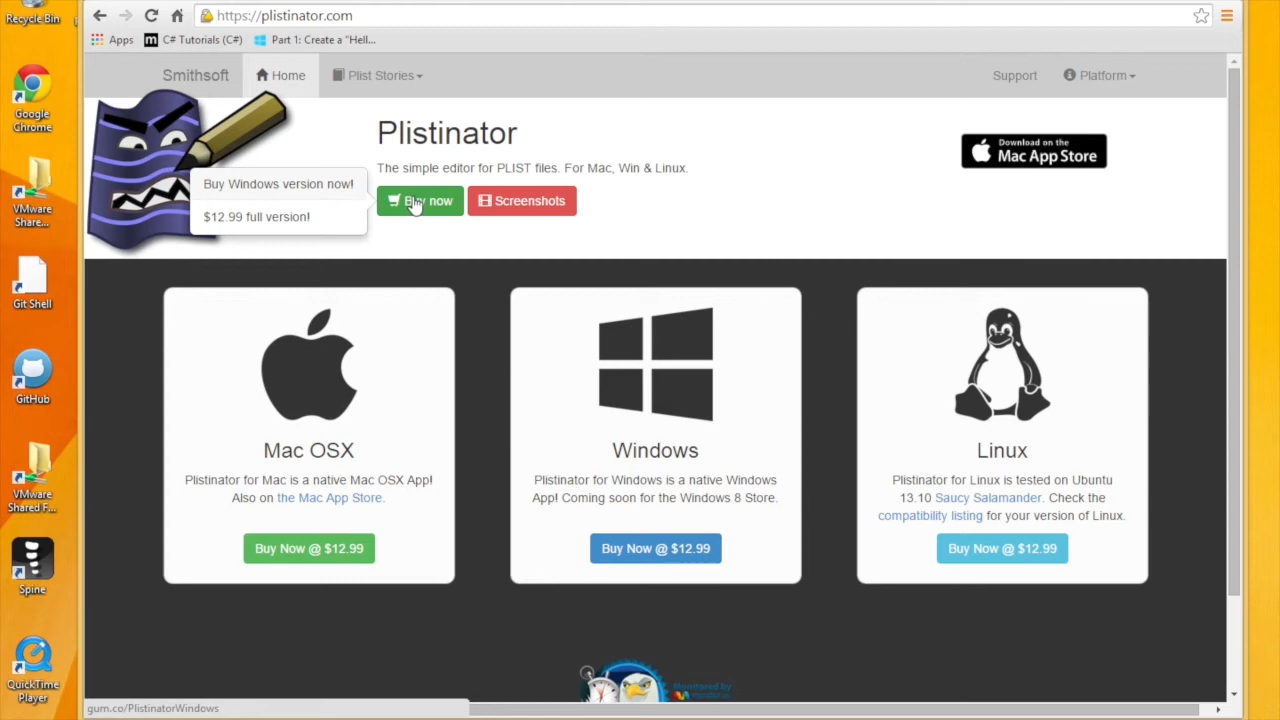 Recycle Bin
https://plistinator.com
Apps
C# Tutorials (C#)
Part 1: Create a "Hell...
Smithsoft
Home
Plist Stories
Support
Platform
Google
Chrome
VMware
Share...
Git Shell
GitHub
VMware
Shared F...
Spine
QuickTime
Player
Plistinator
The simple editor for PLIST files. For Mac, Win & Linux.
Buy now
Screenshots
Buy Windows version now!
$12.99 full version!
Download on the
Mac App Store
Mac OSX
Plistinator for Mac is a native Mac OSX App!
Also on the Mac App Store.
Buy Now @ $12.99
Windows
Plistinator for Windows is a native Windows
App! Coming soon for the Windows 8 Store.
Buy Now @ $12.99
Linux
Plistinator for Linux is tested on Ubuntu
13.10 Saucy Salamander. Check the
compatibility listing for your version of Linux.
Buy Now @ $12.99
Monitored by
gum.co/PlistinatorWindows